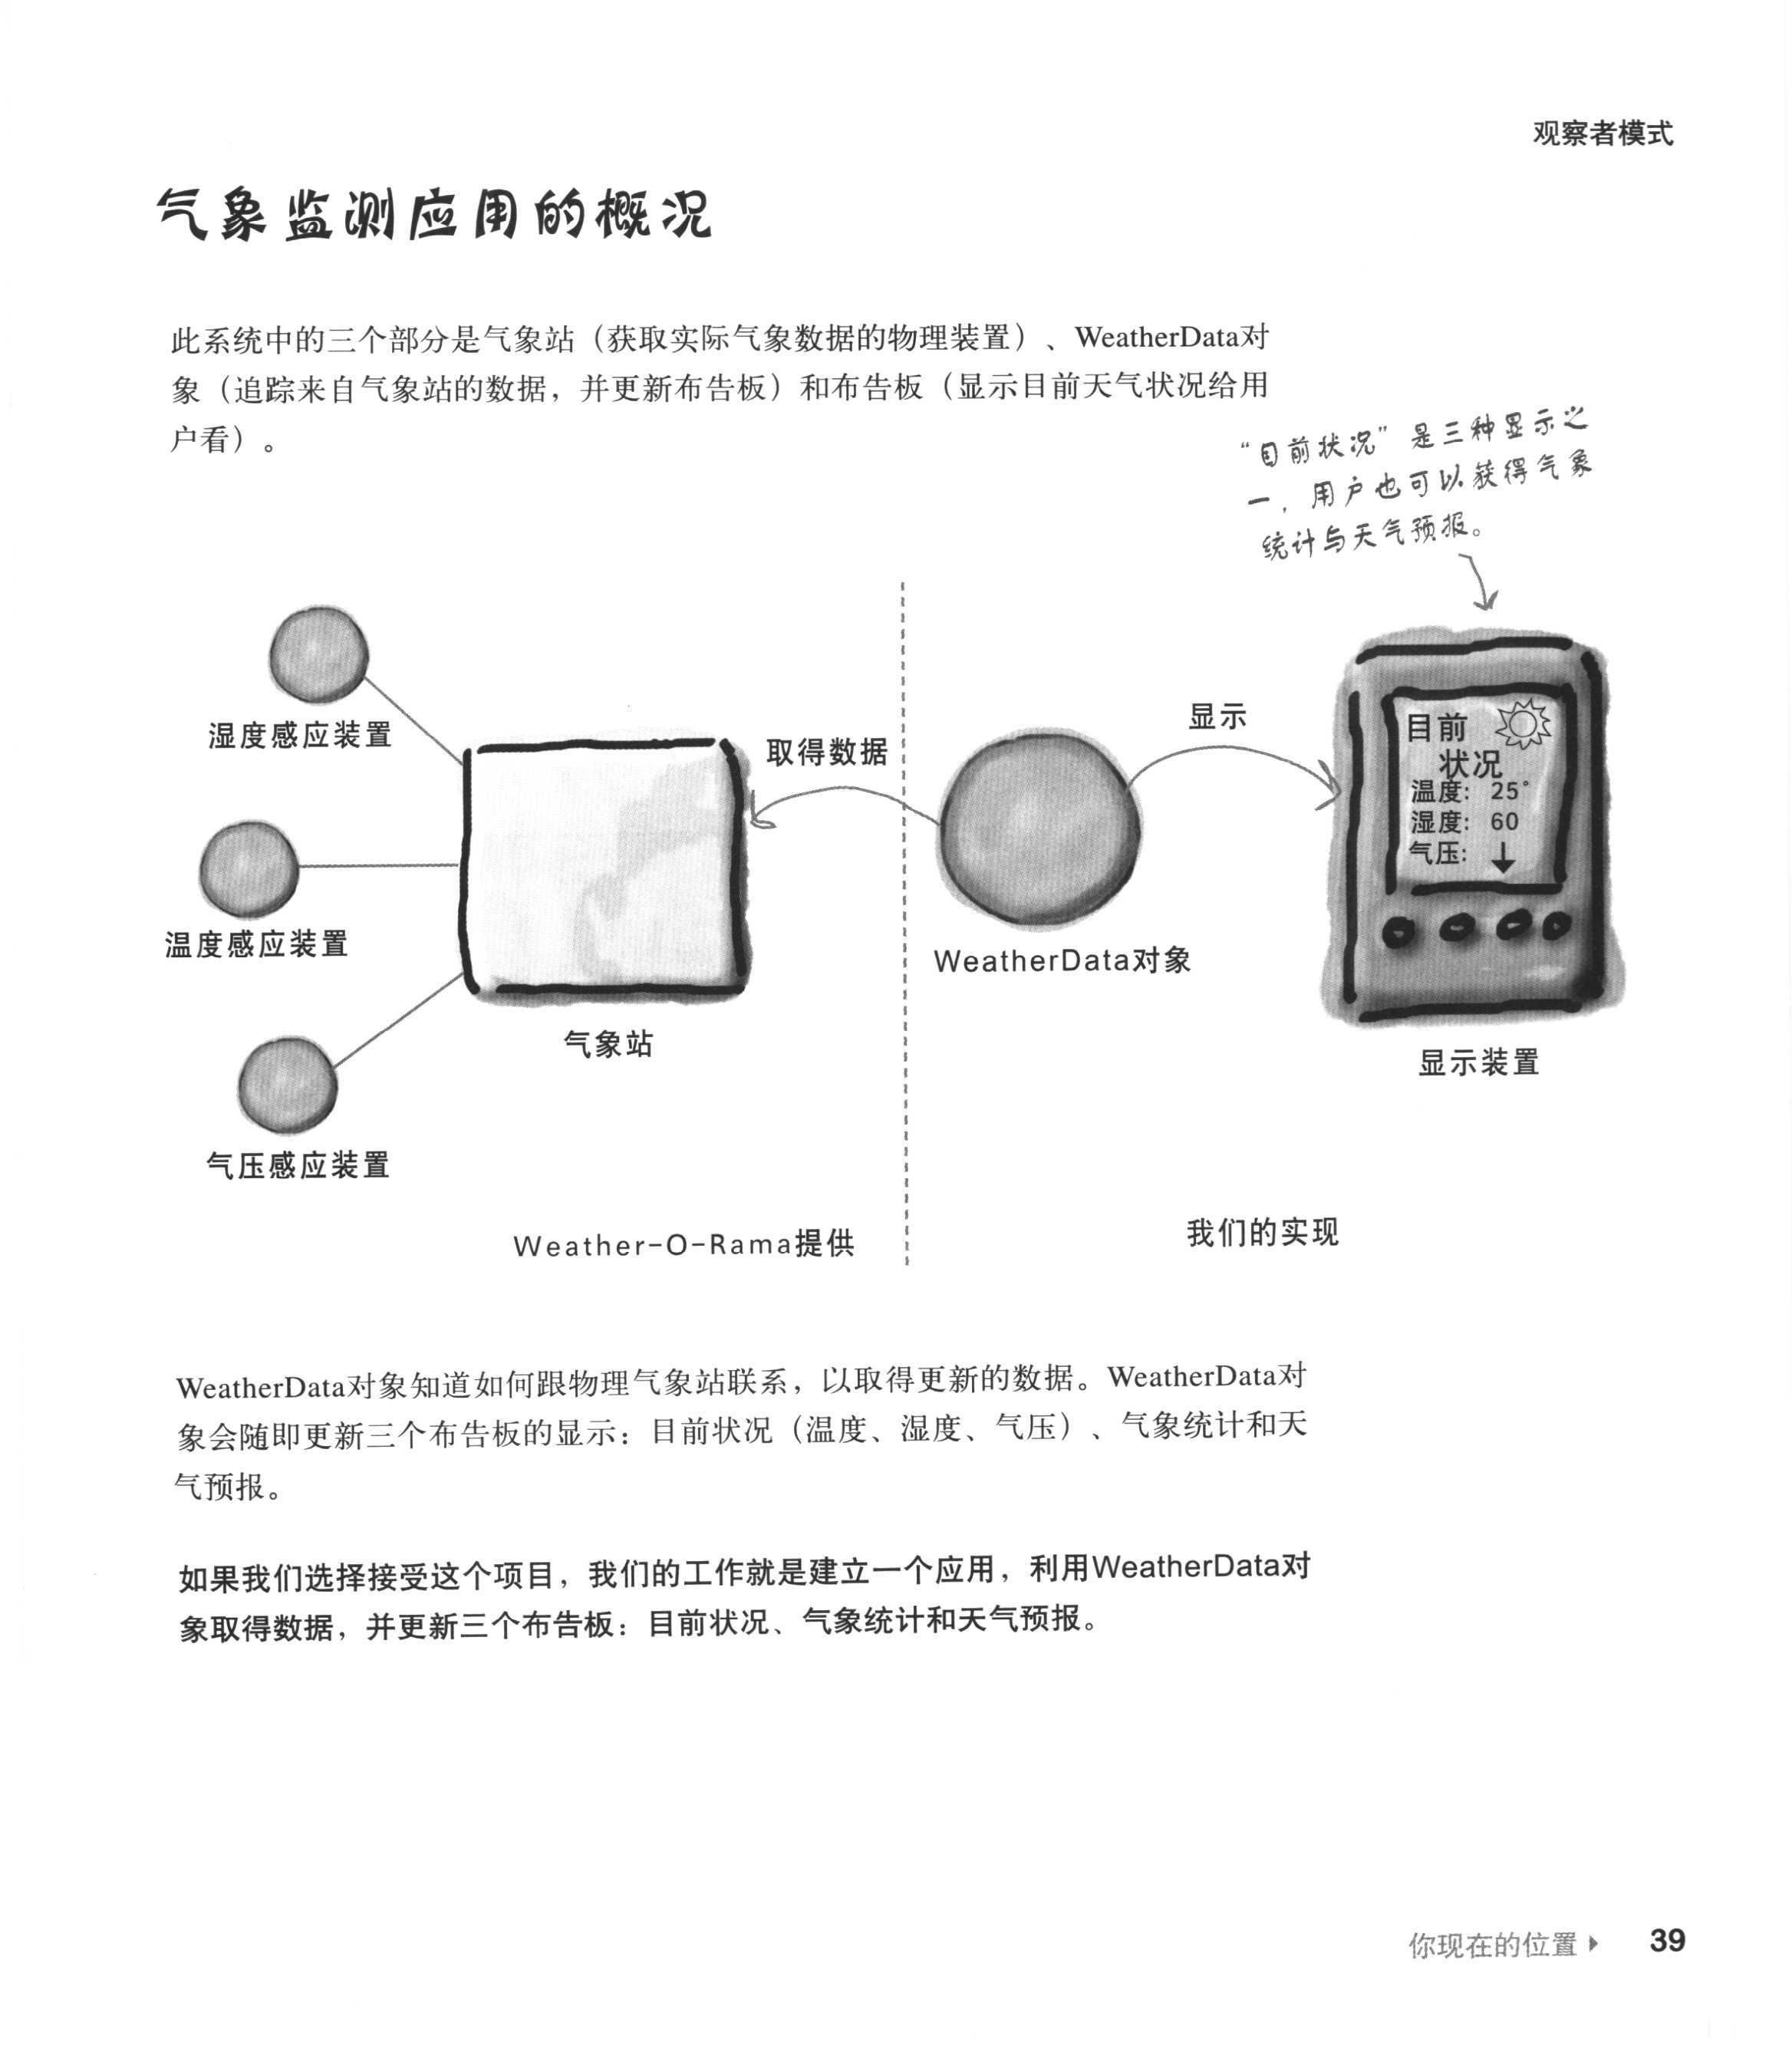 观察者模式
气象监测应用的概况
此系统中的三个部分是气象站（获取实际气象数据的物理装置）、WeatherData对
象（追踪来自气象站的数据，并更新布告板）和布告板（显示目前天气状况给用
户看）。
“目前状况”是三种显示之
一，用户也可以获得气象
统计与天气预报。
湿度感应装置
温度感应装置
气压感应装置
气象站
取得数据
WeatherData对象
显示
目前
状况
温度：25°
湿度：60
气压：↓
显示装置
Weather-O-Rama提供
我们的实现
WeatherData对象知道如何跟物理气象站联系，以取得更新的数据。WeatherData对
象会随即更新三个布告板的显示：目前状况（温度、湿度、气压）、气象统计和天
气预报。
如果我们选择接受这个项目，我们的工作就是建立一个应用，利用WeatherData对
象取得数据，并更新三个布告板：目前状况、气象统计和天气预报。
你现在的位置▸ 39